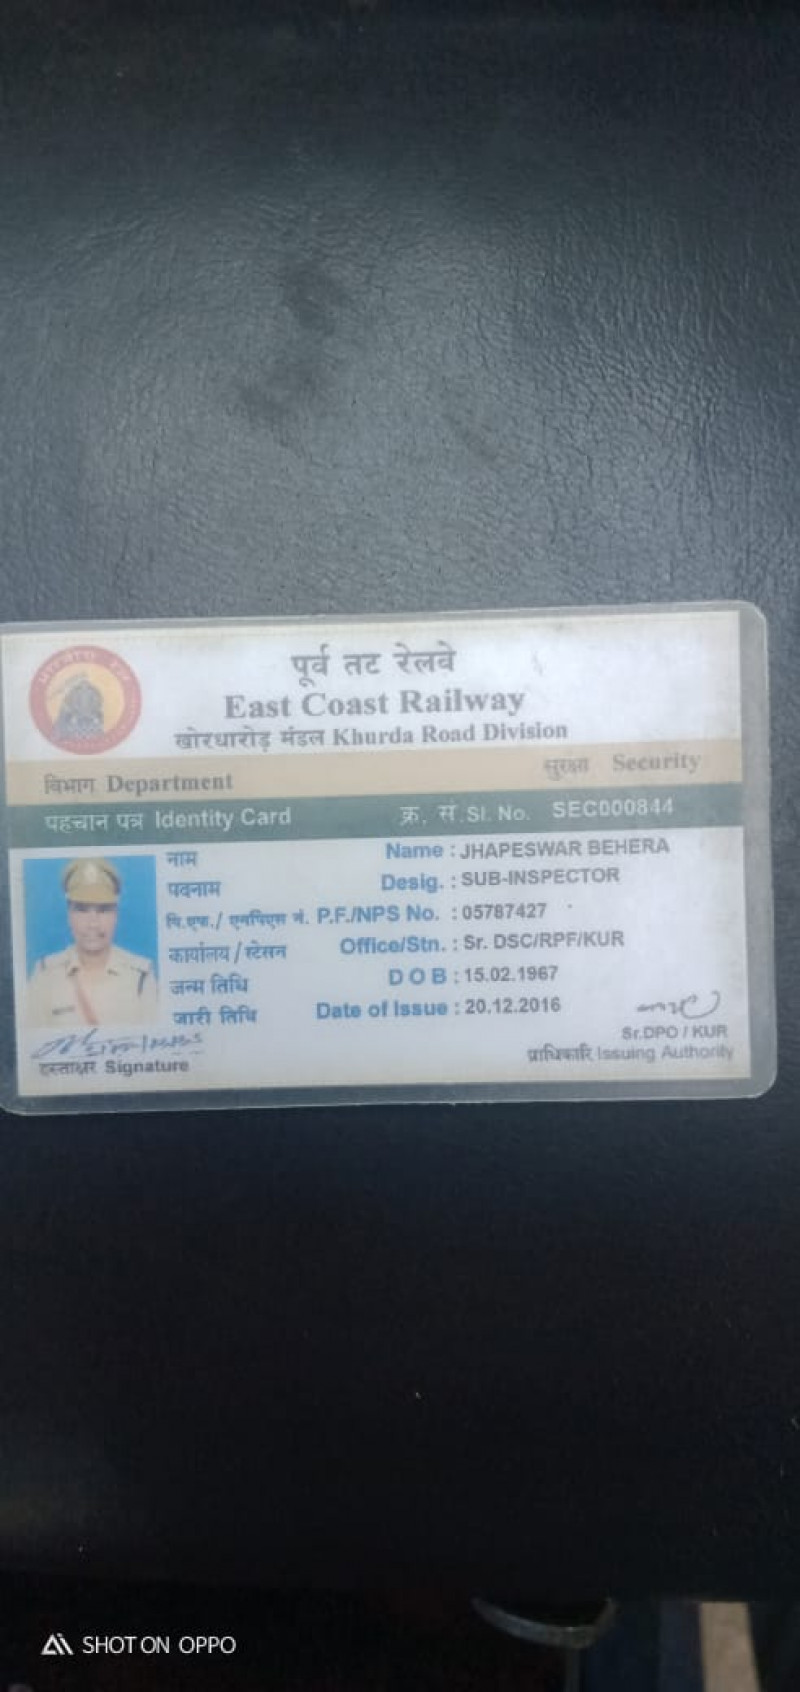 पूर्व तट रेलवे
East Coast Railway
खोरधारोड़ मंडल Khurda Road Division
विभाग Department सुरक्षा Security
पहचान पत्र Identity Card क्र. सं. Sl. No. SEC000844
नाम Name : JHAPESWAR BEHERA
पदनाम Desig. : SUB-INSPECTOR
पि.एफ./ एनपिएस नं. P.F./NPS No. : 05787427
कार्यालय / स्टेसन Office/Stn. : Sr. DSC/RPF/KUR
जन्म तिथि D O B : 15.02.1967
जारी तिथि Date of Issue : 20.12.2016
Sr.DPO / KUR
हस्ताक्षर Signature प्राधिकारि Issuing Authority
SHOT ON OPPO